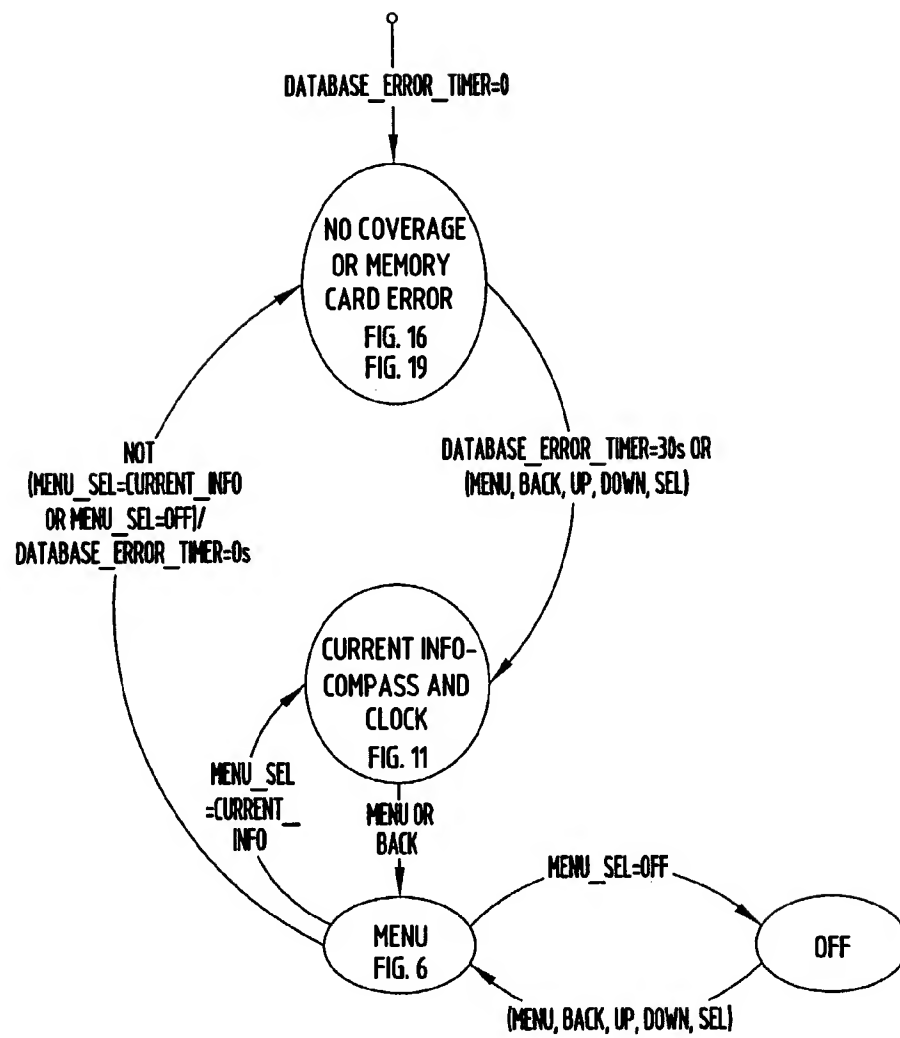 DATABASE_ERROR_TIMER=0
NO COVERAGE
OR MEMORY
CARD ERROR
FIG. 16
FIG. 19
NOT
(MENU_SEL=CURRENT_INFO
OR MENU_SEL=OFF)/
DATABASE_ERROR_TIMER=0s
DATABASE_ERROR_TIMER=30s OR
(MENU, BACK, UP, DOWN, SEL)
CURRENT INFO-
COMPASS AND
CLOCK
FIG. 11
MENU_SEL
=CURRENT_
INFO
MENU OR
BACK
MENU_SEL=OFF
MENU
FIG. 6
OFF
(MENU, BACK, UP, DOWN, SEL)